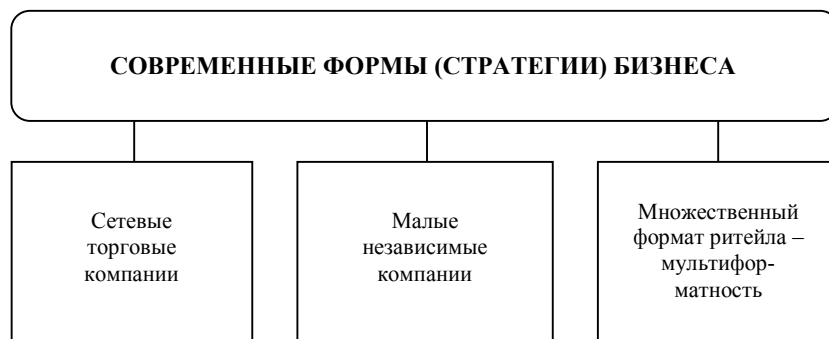 СОВРЕМЕННЫЕ ФОРМЫ (СТРАТЕГИИ) БИЗНЕСА
Сетевые
торговые
компании
Малые
независимые
компании
Множественный
формат ритейла –
мультифор-
матность